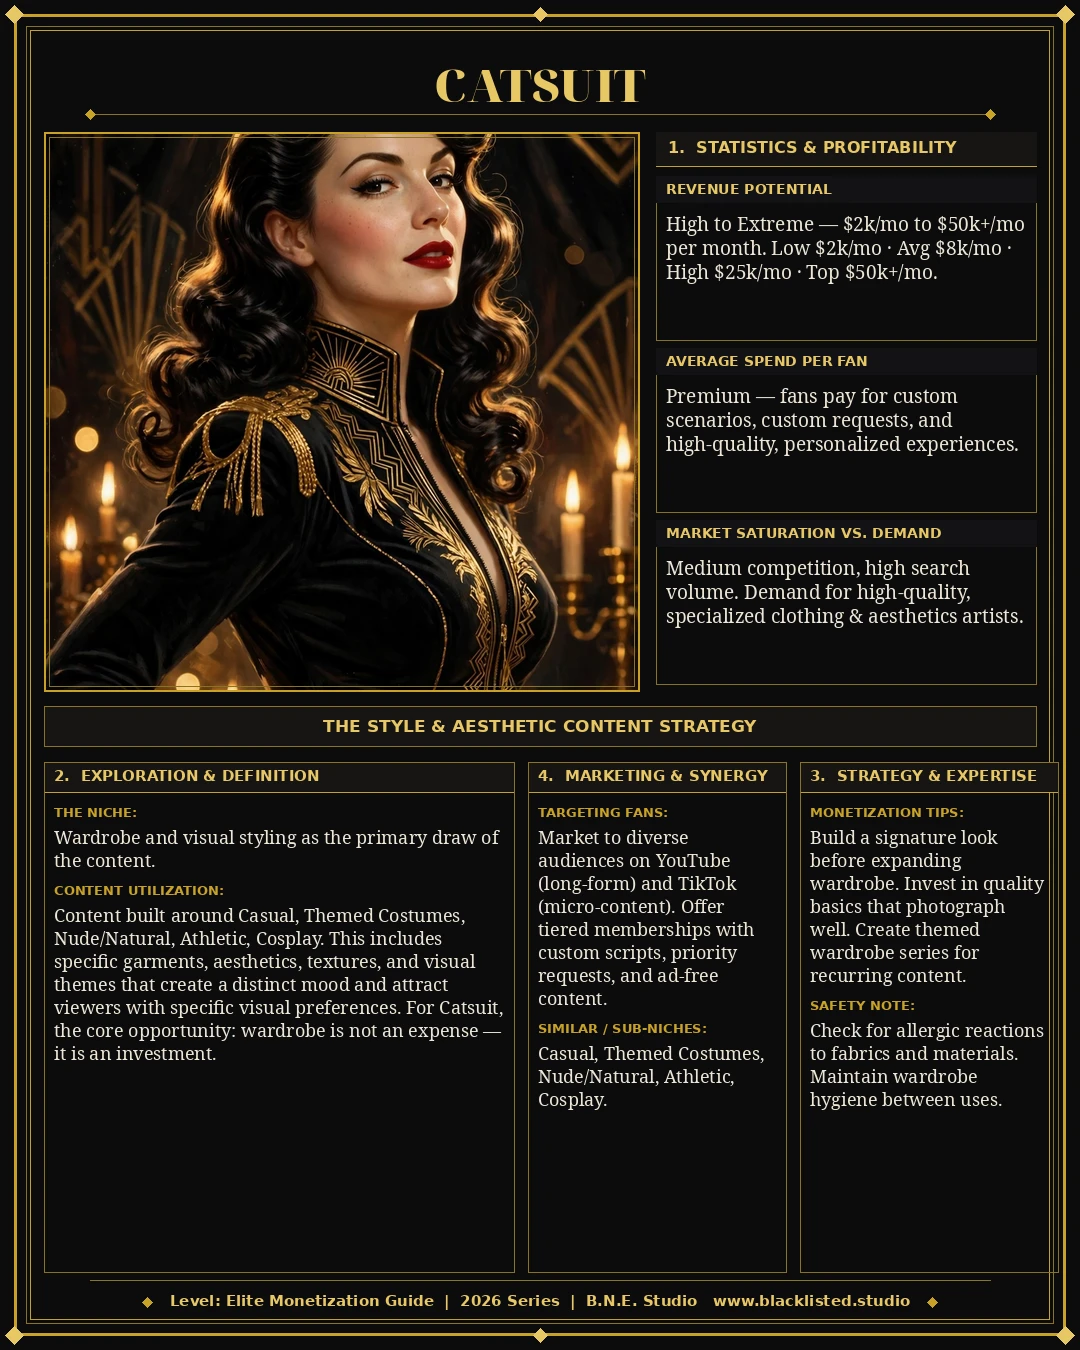 CATSUIT
1. STATISTICS & PROFITABILITY
REVENUE POTENTIAL
High to Extreme — $2k/mo to $50k+/mo
per month. Low $2k/mo · Avg $8k/mo ·
High $25k/mo · Top $50k+/mo.
AVERAGE SPEND PER FAN
Premium — fans pay for custom
scenarios, custom requests, and
high-quality, personalized experiences.
MARKET SATURATION VS. DEMAND
Medium competition, high search
volume. Demand for high-quality,
specialized clothing & aesthetics artists.
THE STYLE & AESTHETIC CONTENT STRATEGY
2. EXPLORATION & DEFINITION
THE NICHE:
Wardrobe and visual styling as the primary draw of
the content.
CONTENT UTILIZATION:
Content built around Casual, Themed Costumes,
Nude/Natural, Athletic, Cosplay. This includes
specific garments, aesthetics, textures, and visual
themes that create a distinct mood and attract
viewers with specific visual preferences. For Catsuit,
the core opportunity: wardrobe is not an expense —
it is an investment.
4. MARKETING & SYNERGY
TARGETING FANS:
Market to diverse
audiences on YouTube
(long-form) and TikTok
(micro-content). Offer
tiered memberships with
custom scripts, priority
requests, and ad-free
content.
SIMILAR / SUB-NICHES:
Casual, Themed Costumes,
Nude/Natural, Athletic,
Cosplay.
3. STRATEGY & EXPERTISE
MONETIZATION TIPS:
Build a signature look
before expanding
wardrobe. Invest in quality
basics that photograph
well. Create themed
wardrobe series for
recurring content.
SAFETY NOTE:
Check for allergic reactions
to fabrics and materials.
Maintain wardrobe
hygiene between uses.
Level: Elite Monetization Guide | 2026 Series | B.N.E. Studio www.blacklisted.studio